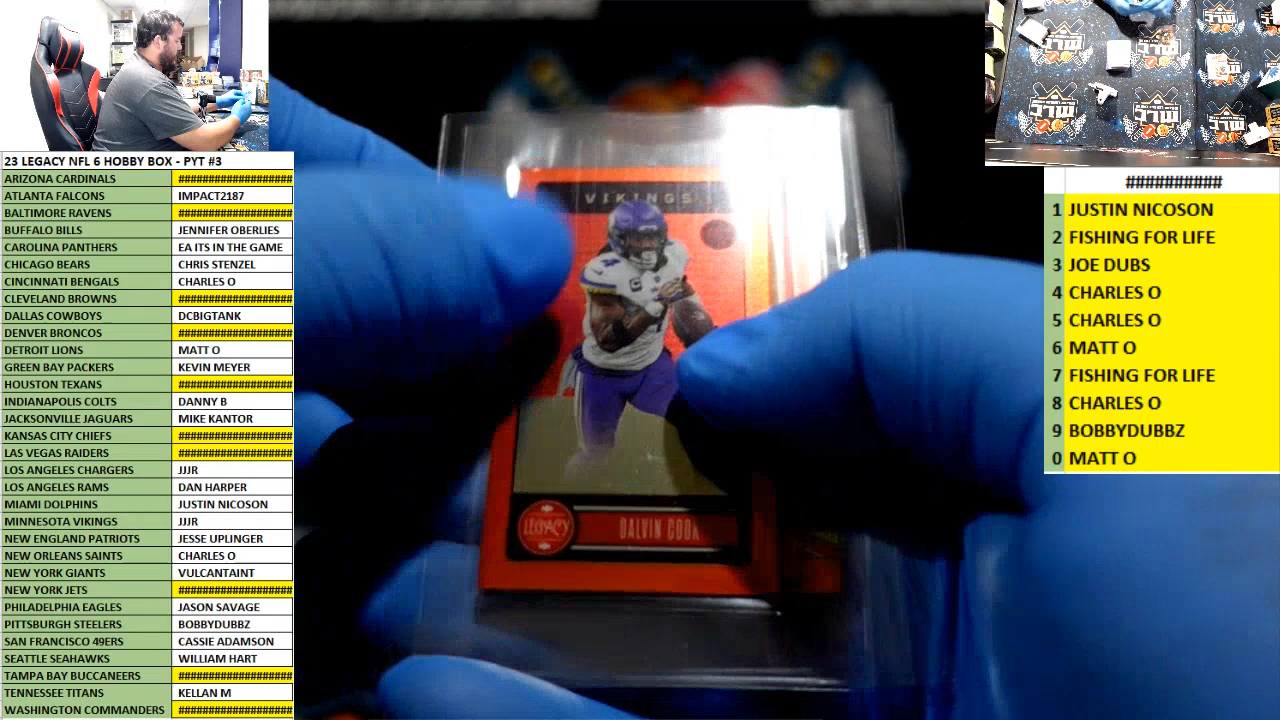 23 LEGACY NFL 6 HOBBY BOX - PYT #3
ARIZONA CARDINALS ##################
ATLANTA FALCONS IMPACT2187
BALTIMORE RAVENS ##################
BUFFALO BILLS JENNIFER OBERLIES
CAROLINA PANTHERS EA ITS IN THE GAME
CHICAGO BEARS CHRIS STENZEL
CINCINNATI BENGALS CHARLES O
CLEVELAND BROWNS ##################
DALLAS COWBOYS DCBIGTANK
DENVER BRONCOS ##################
DETROIT LIONS MATT O
GREEN BAY PACKERS KEVIN MEYER
HOUSTON TEXANS ##################
INDIANAPOLIS COLTS DANNY B
JACKSONVILLE JAGUARS MIKE KANTOR
KANSAS CITY CHIEFS ##################
LAS VEGAS RAIDERS ##################
LOS ANGELES CHARGERS JJJR
LOS ANGELES RAMS DAN HARPER
MIAMI DOLPHINS JUSTIN NICOSON
MINNESOTA VIKINGS JJJR
NEW ENGLAND PATRIOTS JESSE UPLINGER
NEW ORLEANS SAINTS CHARLES O
NEW YORK GIANTS VULCANTAINT
NEW YORK JETS ##################
PHILADELPHIA EAGLES JASON SAVAGE
PITTSBURGH STEELERS BOBBYDUBBZ
SAN FRANCISCO 49ERS CASSIE ADAMSON
SEATTLE SEAHAWKS WILLIAM HART
TAMPA BAY BUCCANEERS ##################
TENNESSEE TITANS KELLAN M
WASHINGTON COMMANDERS ##################
VIKINGS
4
LEGACY
DALVIN COOK
##########
1 JUSTIN NICOSON
2 FISHING FOR LIFE
3 JOE DUBS
4 CHARLES O
5 CHARLES O
6 MATT O
7 FISHING FOR LIFE
8 CHARLES O
9 BOBBYDUBBZ
0 MATT O